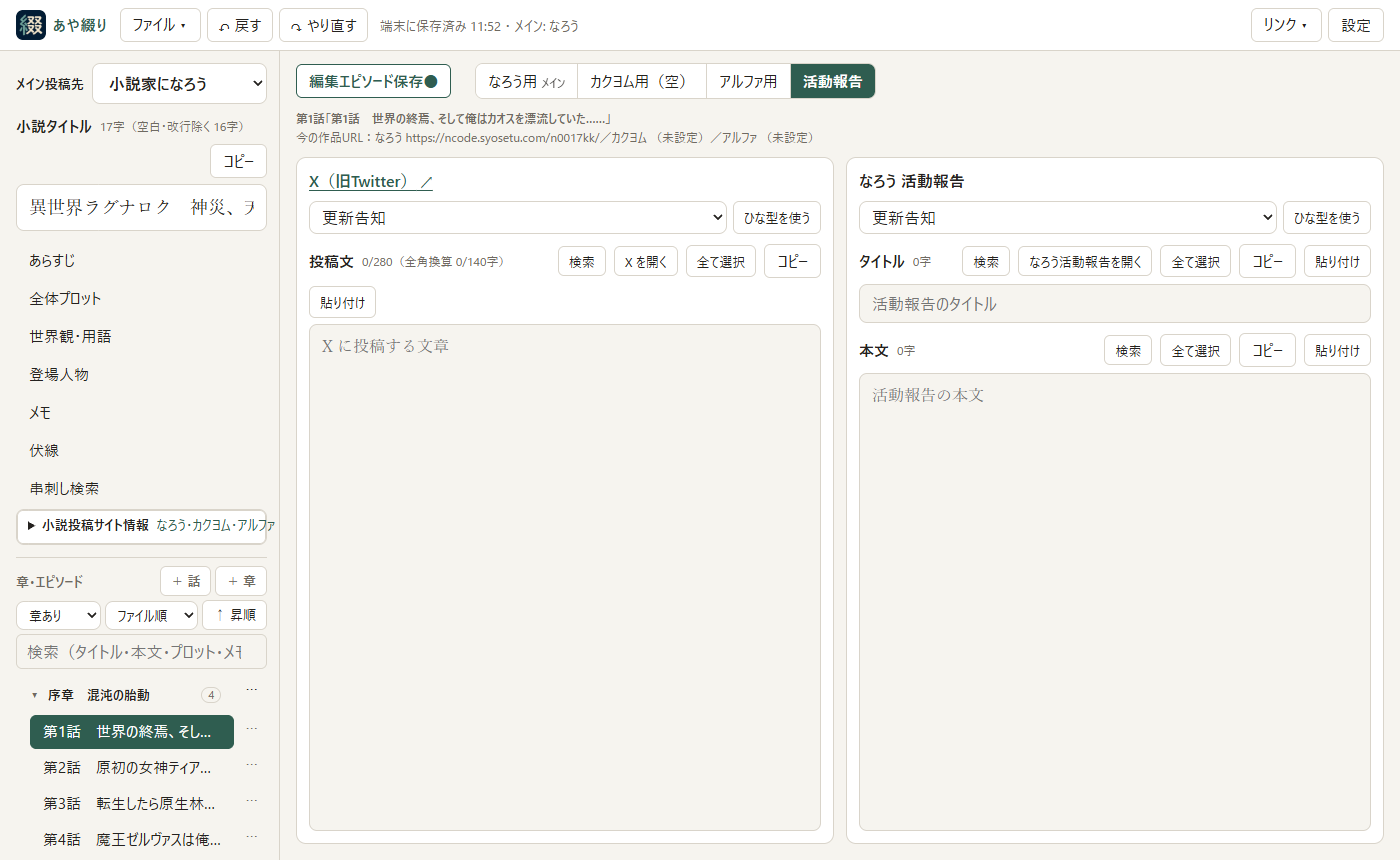 綴 あや綴り ファイル ▾ ↶ 戻す ↷ やり直す 端末に保存済み 11:52・メイン: なろう リンク ▾ 設定
メイン投稿先 小説家になろう
小説タイトル 17字（空白・改行除く 16字）
コピー
異世界ラグナロク　神災、
あらすじ
全体プロット
世界観・用語
登場人物
メモ
伏線
串刺し検索
▶ 小説投稿サイト情報 なろう・カクヨム・アルファ
章・エピソード ＋ 話 ＋ 章
章あり ファイル順 ↑ 昇順
検索（タイトル・本文・プロット・メモ
▾ 序章　混沌の胎動 4 …
第1話　世界の終焉、そし… …
第2話　原初の女神ティア… …
第3話　転生したら原生林… …
第4話　魔王ゼルヴァスは俺… …
編集エピソード保存● なろう用 メイン カクヨム用（空） アルファ用 活動報告
第1話「第1話　世界の終焉、そして俺はカオスを漂流していた……」
今の作品URL：なろう https://ncode.syosetu.com/n0017kk/／カクヨム （未設定）／アルファ （未設定）
X（旧Twitter）↗
更新告知 ひな型を使う
投稿文 0/280（全角換算 0/140字） 検索 X を開く 全て選択 コピー
貼り付け
X に投稿する文章
なろう 活動報告
更新告知 ひな型を使う
タイトル 0字 検索 なろう活動報告を開く 全て選択 コピー 貼り付け
活動報告のタイトル
本文 0字 検索 全て選択 コピー 貼り付け
活動報告の本文